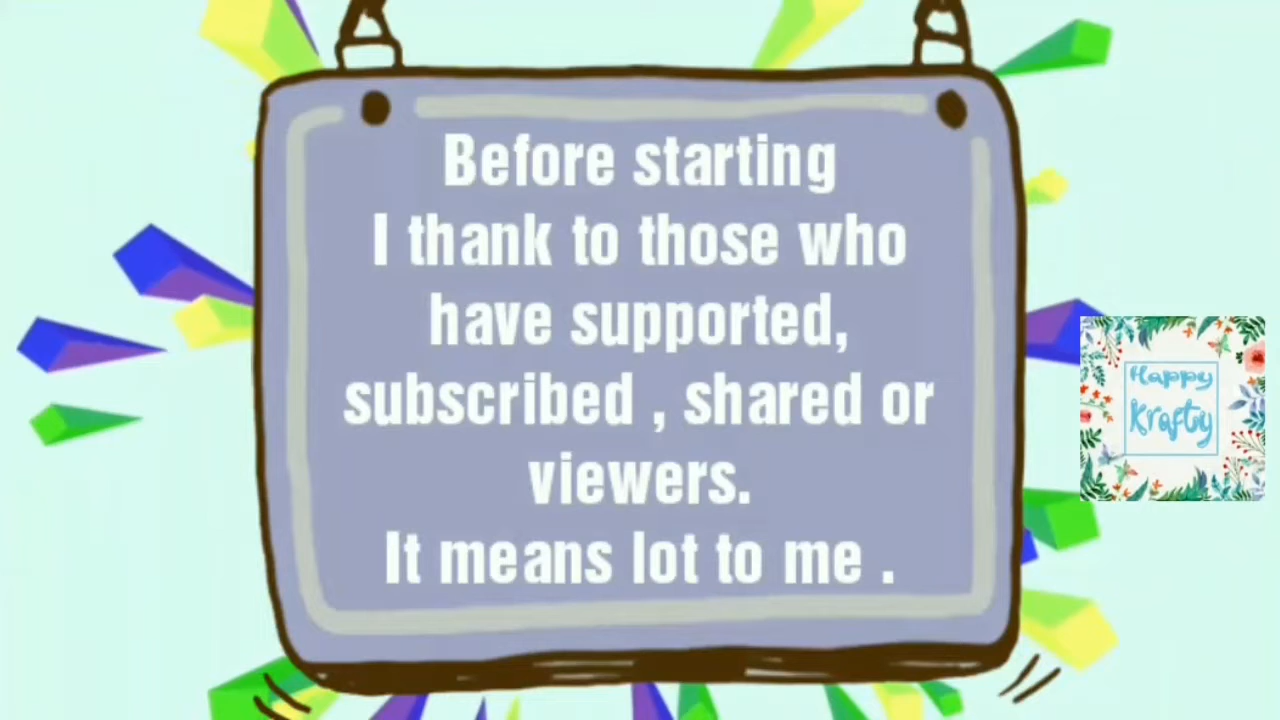 Before starting
I thank to those who
have supported,
subscribed , shared or
viewers.
It means lot to me .
Happy
Krafty